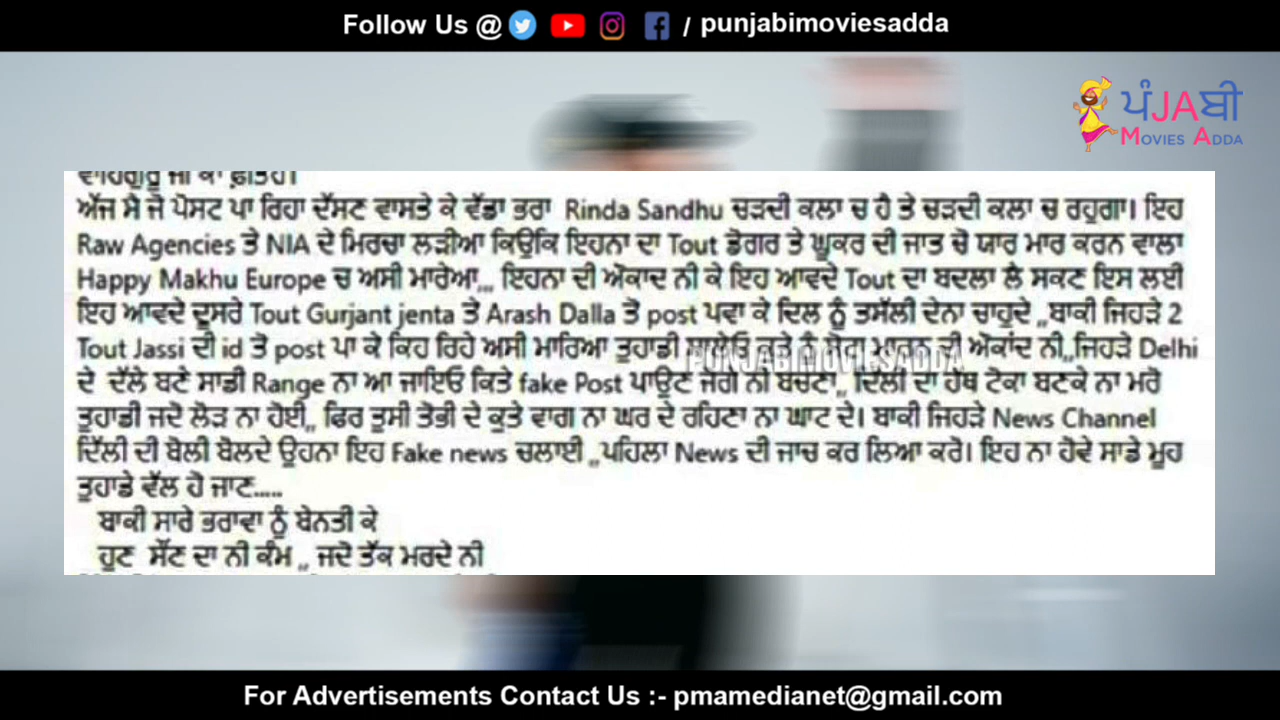 Follow Us @ / punjabimoviesadda
ਪੰJAਬੀ
MOVIES ADDA
ਵਾਹਿਗੁਰੂ ਜੀ ਕੀ ਫ਼ਤਿਹ।
ਅੱਜ ਮੈ ਜੋ ਪੋਸਟ ਪਾ ਰਿਹਾ ਦੱਸਣ ਵਾਸਤੇ ਕੇ ਵੱਡਾ ਭਰਾ Rinda Sandhu ਚੜਦੀ ਕਲਾ ਚ ਹੈ ਤੇ ਚੜਦੀ ਕਲਾ ਚ ਰਹੂਗਾ। ਇਹ
Raw Agencies ਤੇ NIA ਦੇ ਮਿਰਚਾ ਲੜੀਆ ਕਿਉਕਿ ਇਹਨਾ ਦਾ Tout ਡੋਗਰ ਤੇ ਘੂਕਰ ਦੀ ਜਾਤ ਚੋ ਯਾਰ ਮਾਰ ਕਰਨ ਵਾਲਾ
Happy Makhu Europe ਚ ਅਸੀ ਮਾਰੇਆ,,, ਇਹਨਾ ਦੀ ਔਕਾਦ ਨੀ ਕੇ ਇਹ ਆਵਦੇ Tout ਦਾ ਬਦਲਾ ਲੈ ਸਕਣ ਇਸ ਲਈ
ਇਹ ਆਵਦੇ ਦੂਸਰੇ Tout Gurjant jenta ਤੇ Arash Dalla ਤੋ post ਪਵਾ ਕੇ ਦਿਲ ਨੂੰ ਤਸੱਲੀ ਦੇਨਾ ਚਾਹੁਦੇ ,,ਬਾਕੀ ਜਿਹੜੇ 2
Tout Jassi ਦੀ id ਤੋ post ਪਾ ਕੇ ਕਿਹ ਰਿਹੇ ਅਸੀ ਮਾਰਿਆ ਤੁਹਾਡੀ ਨੂੰ ਮਾਰਨ ਦੀ ਔਕਾਂਦ ਨੀ,,ਜਿਹੜੇ Delhi
PUNJABIMOVIESADDA
ਦੇ ਦੱਲੇ ਬਣੇ ਸਾਡੀ Range ਨਾ ਆ ਜਾਇਓ ਕਿਤੇ fake Post ਪਾਉਣ ਜੋਗੇ ਨੀ ਬਚਣਾ,, ਦਿੱਲੀ ਦਾ ਹੱਥ ਟੋਕਾ ਬਣਕੇ ਨਾ ਮਰੋ
ਤੁਹਾਡੀ ਜਦੋ ਲੋੜ ਨਾ ਹੋਈ,, ਫਿਰ ਤੁਸੀ ਤੋਭੀ ਦੇ ਕੁਤੇ ਵਾਗ ਨਾ ਘਰ ਦੇ ਰਹਿਣਾ ਨਾ ਘਾਟ ਦੇ। ਬਾਕੀ ਜਿਹੜੇ News Channel
ਦਿੱਲੀ ਦੀ ਬੋਲੀ ਬੋਲਦੇ ਉਹਨਾ ਇਹ Fake news ਚਲਾਈ ,,ਪਹਿਲਾ News ਦੀ ਜਾਚ ਕਰ ਲਿਆ ਕਰੋ। ਇਹ ਨਾ ਹੋਵੇ ਸਾਡੇ ਮੂਹ
ਤੁਹਾਡੇ ਵੱਲ ਹੋ ਜਾਣ.....
ਬਾਕੀ ਸਾਰੇ ਭਰਾਵਾ ਨੂੰ ਬੇਨਤੀ ਕੇ
ਹੁਣ ਸੌਂਣ ਦਾ ਨੀ ਕੰਮ ,, ਜਦੋ ਤੱਕ ਮਰਦੇ ਨੀ
For Advertisements Contact Us :- pmamedianet@gmail.com